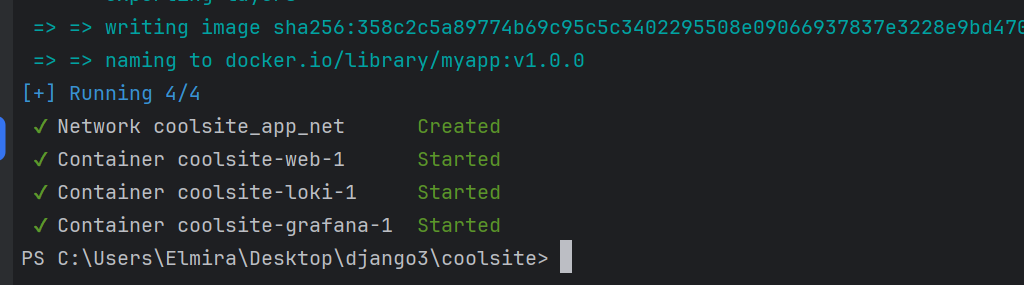 => => writing image sha256:358c2c5a89774b69c95c5c3402295508e09066937837e3228e9bd470
=> => naming to docker.io/library/myapp:v1.0.0
[+] Running 4/4
✓ Network coolsite_app_net Created
✓ Container coolsite-web-1 Started
✓ Container coolsite-loki-1 Started
✓ Container coolsite-grafana-1 Started
PS C:\Users\Elmira\Desktop\django3\coolsite>